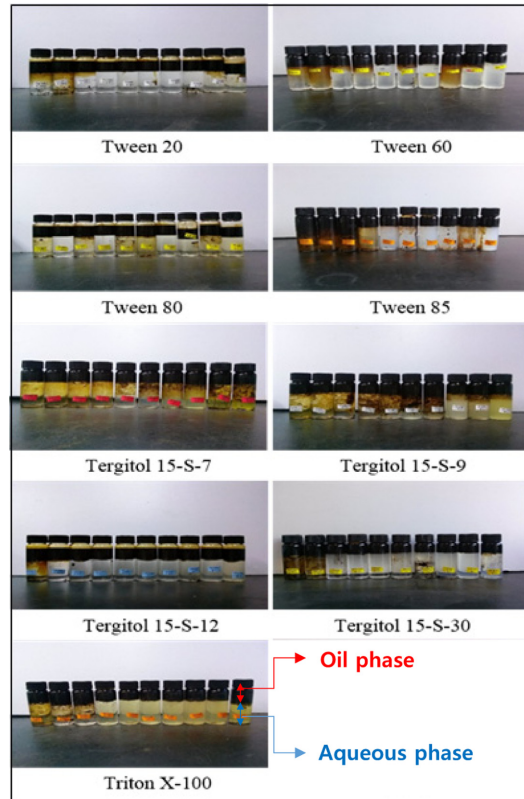 Tween 20
Tween 60
Tween 80
Tween 85
Tergitol 15-S-7
Tergitol 15-S-9
Tergitol 15-S-12
Tergitol 15-S-30
Oil phase
Aqueous phase
Triton X-100